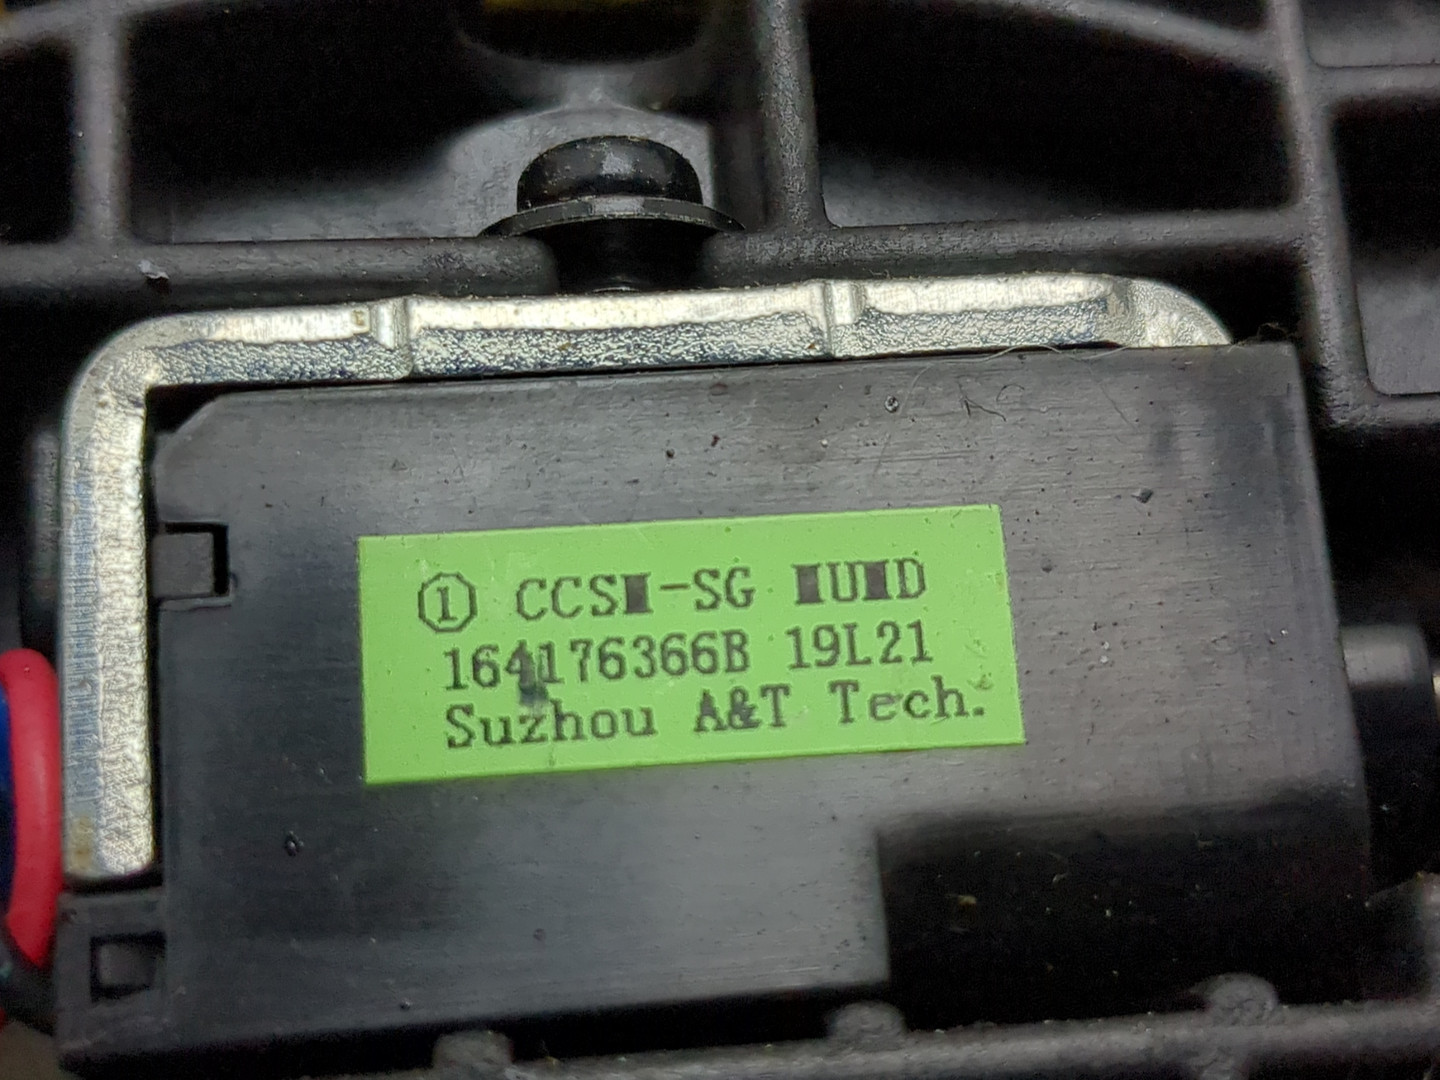 ① CCS■-SG ■U■D
164176366B 19L21
Suzhou A&T Tech.